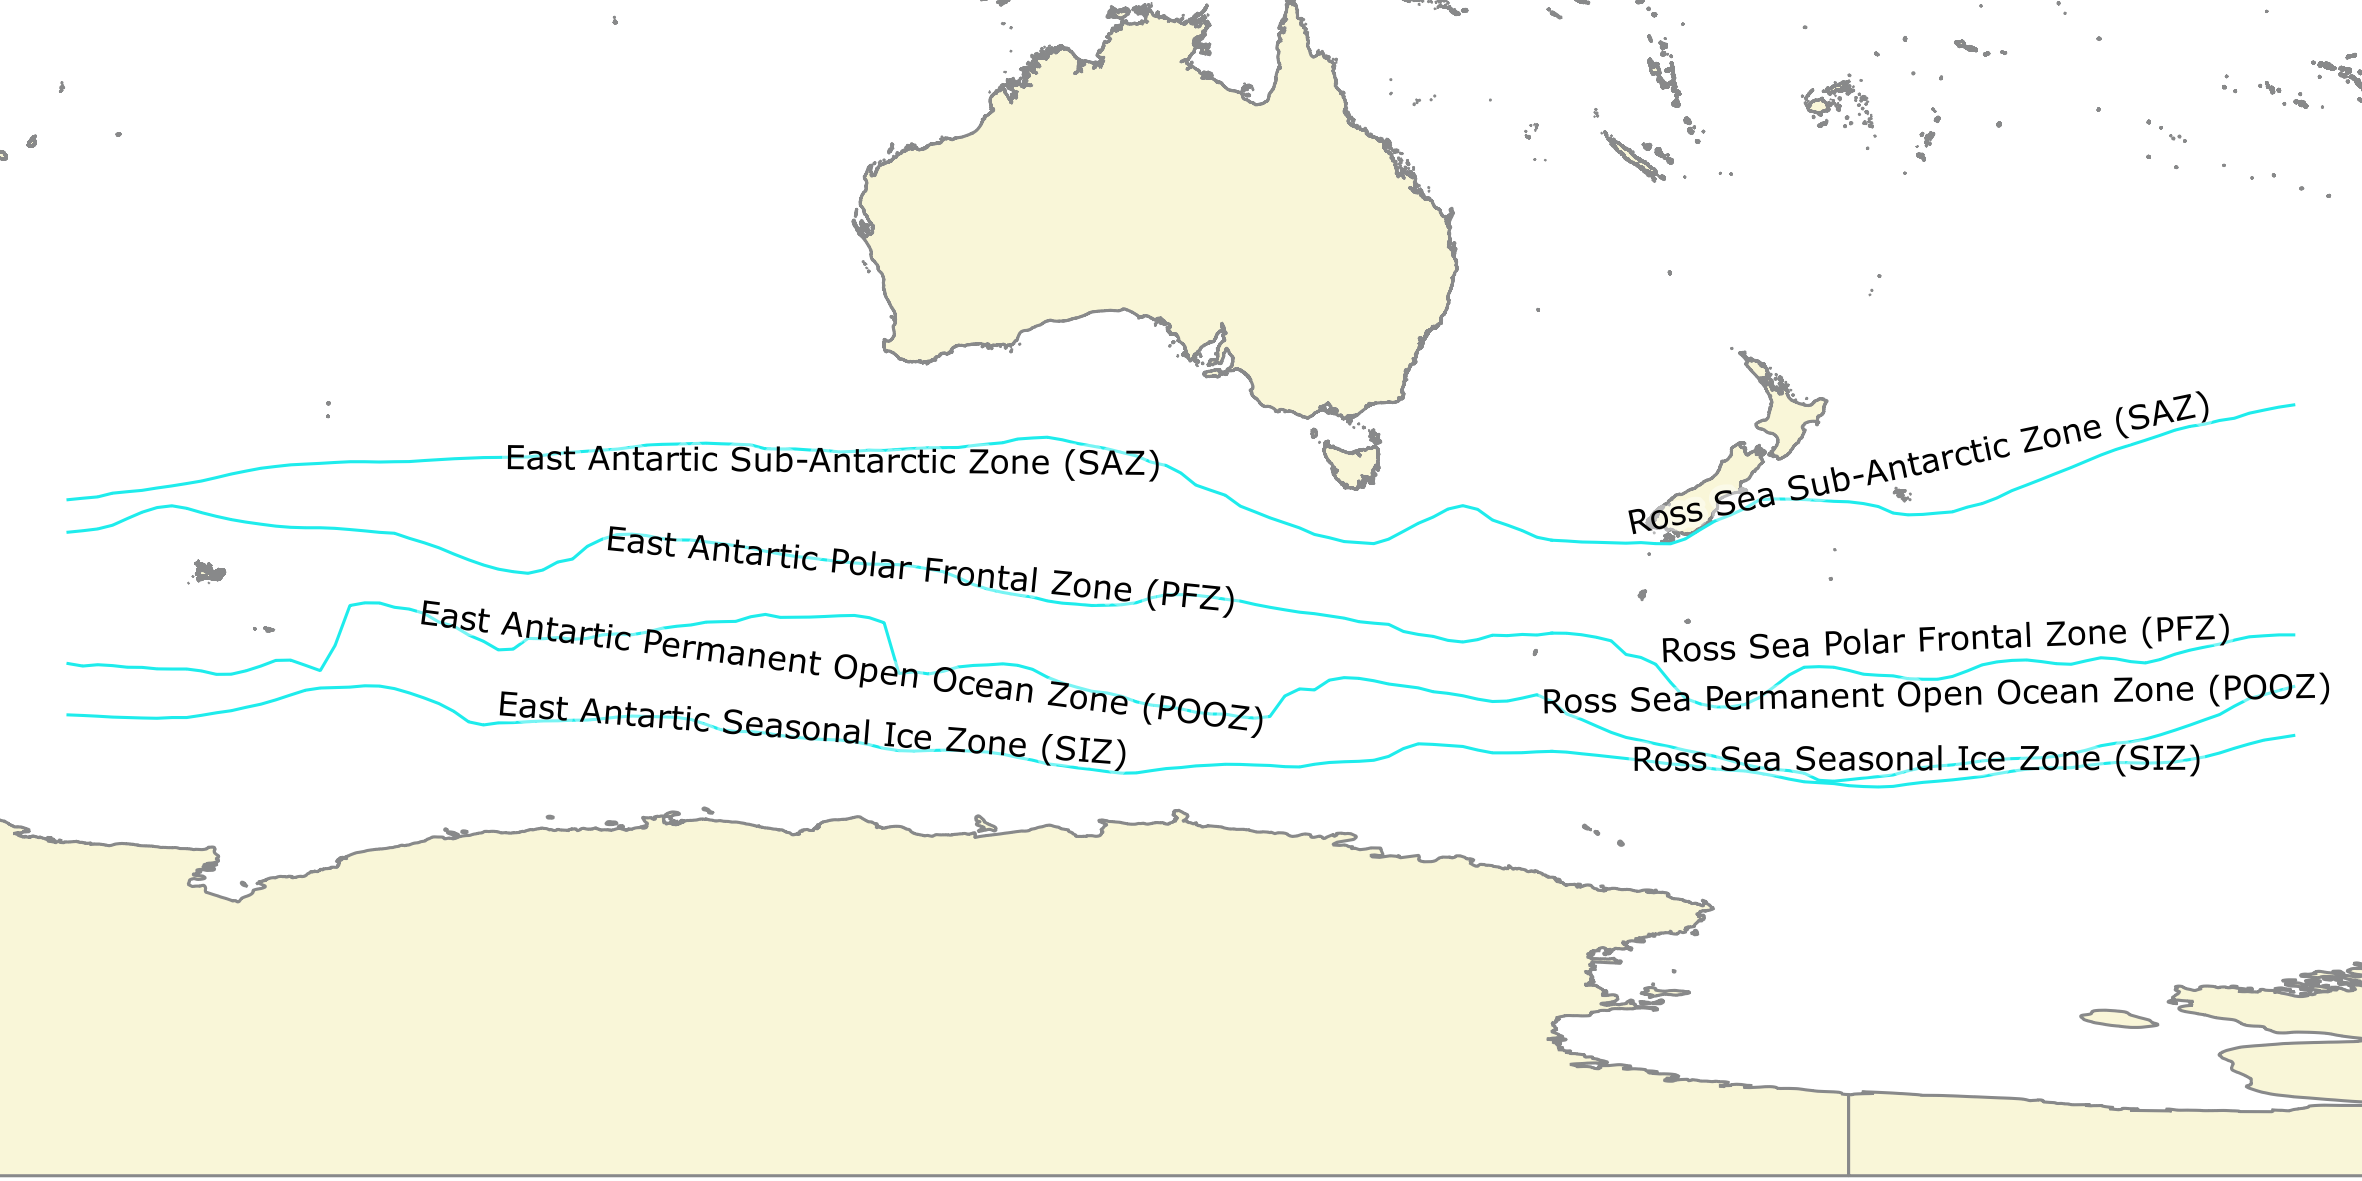 East Antartic Sub-Antarctic Zone (SAZ)
Ross Sea Sub-Antarctic Zone (SAZ)
East Antartic Polar Frontal Zone (PFZ)
Ross Sea Polar Frontal Zone (PFZ)
East Antartic Permanent Open Ocean Zone (POOZ)
Ross Sea Permanent Open Ocean Zone (POOZ)
East Antartic Seasonal Ice Zone (SIZ)
Ross Sea Seasonal Ice Zone (SIZ)